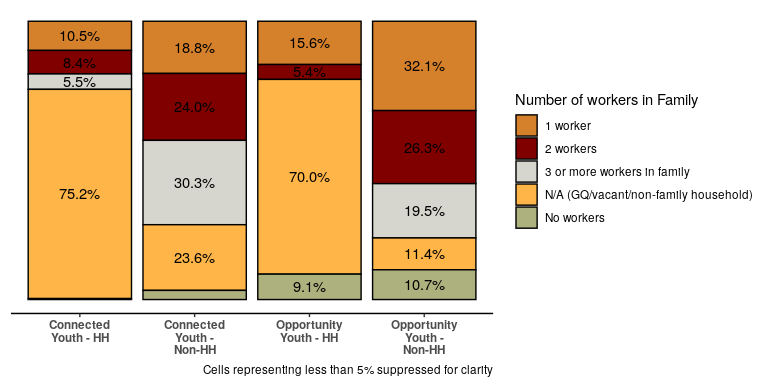 10.5%
8.4%
5.5%
75.2%
18.8%
24.0%
30.3%
23.6%
15.6%
5.4%
70.0%
9.1%
32.1%
26.3%
19.5%
11.4%
10.7%
Number of workers in Family
1 worker
2 workers
3 or more workers in family
N/A (GQ/vacant/non-family household)
No workers
Connected
Youth - HH
Connected
Youth -
Non-HH
Opportunity
Youth - HH
Opportunity
Youth -
Non-HH
Cells representing less than 5% suppressed for clarity